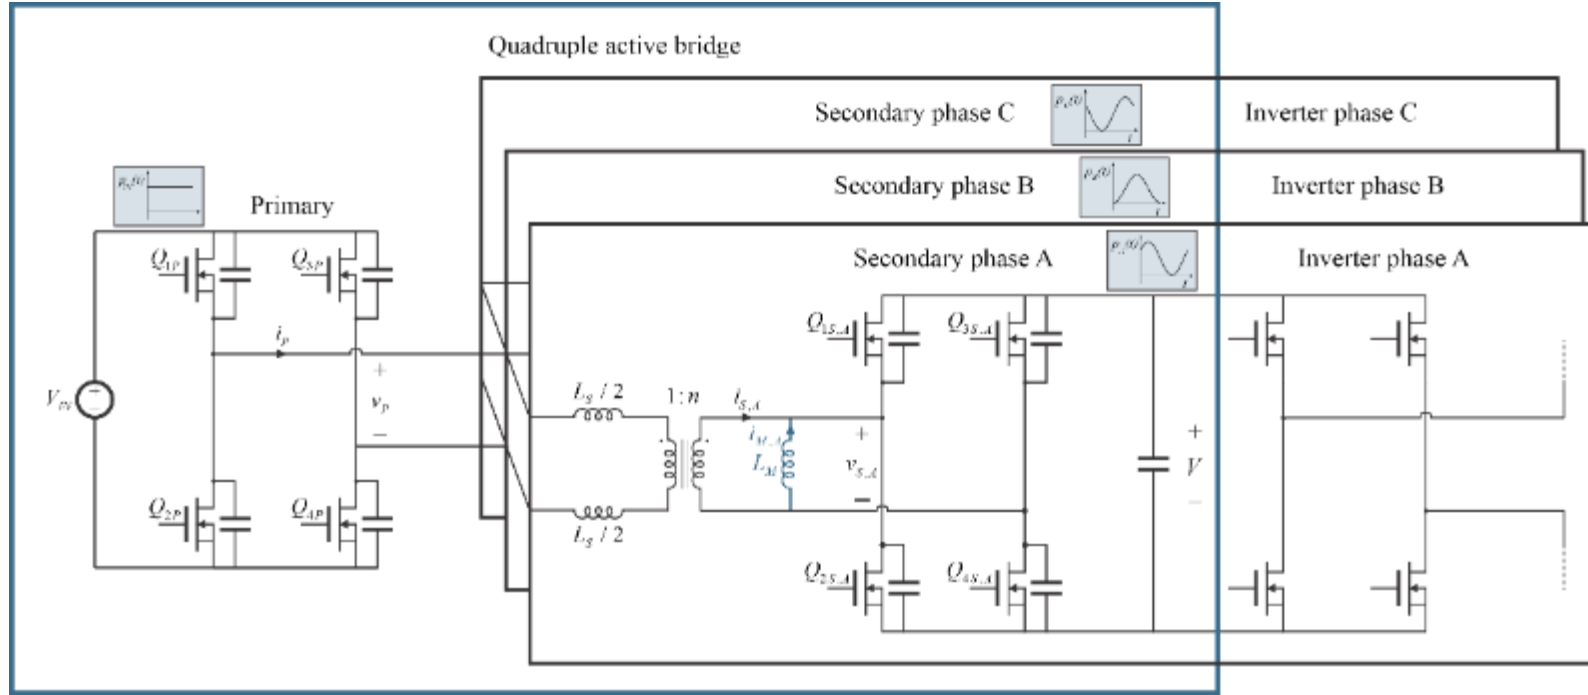 Quadruple active bridge
Secondary phase C
Inverter phase C
Secondary phase B
Inverter phase B
Primary
Secondary phase A
Inverter phase A
Q1P
Q3P
Q1S,A
Q3S,A
ip
+
vp
−
VPV
LS / 2
1:n
iS,A
iM,A
LM
+
vS,A
−
+
V
−
LS / 2
Q2P
Q4P
Q2S,A
Q4S,A